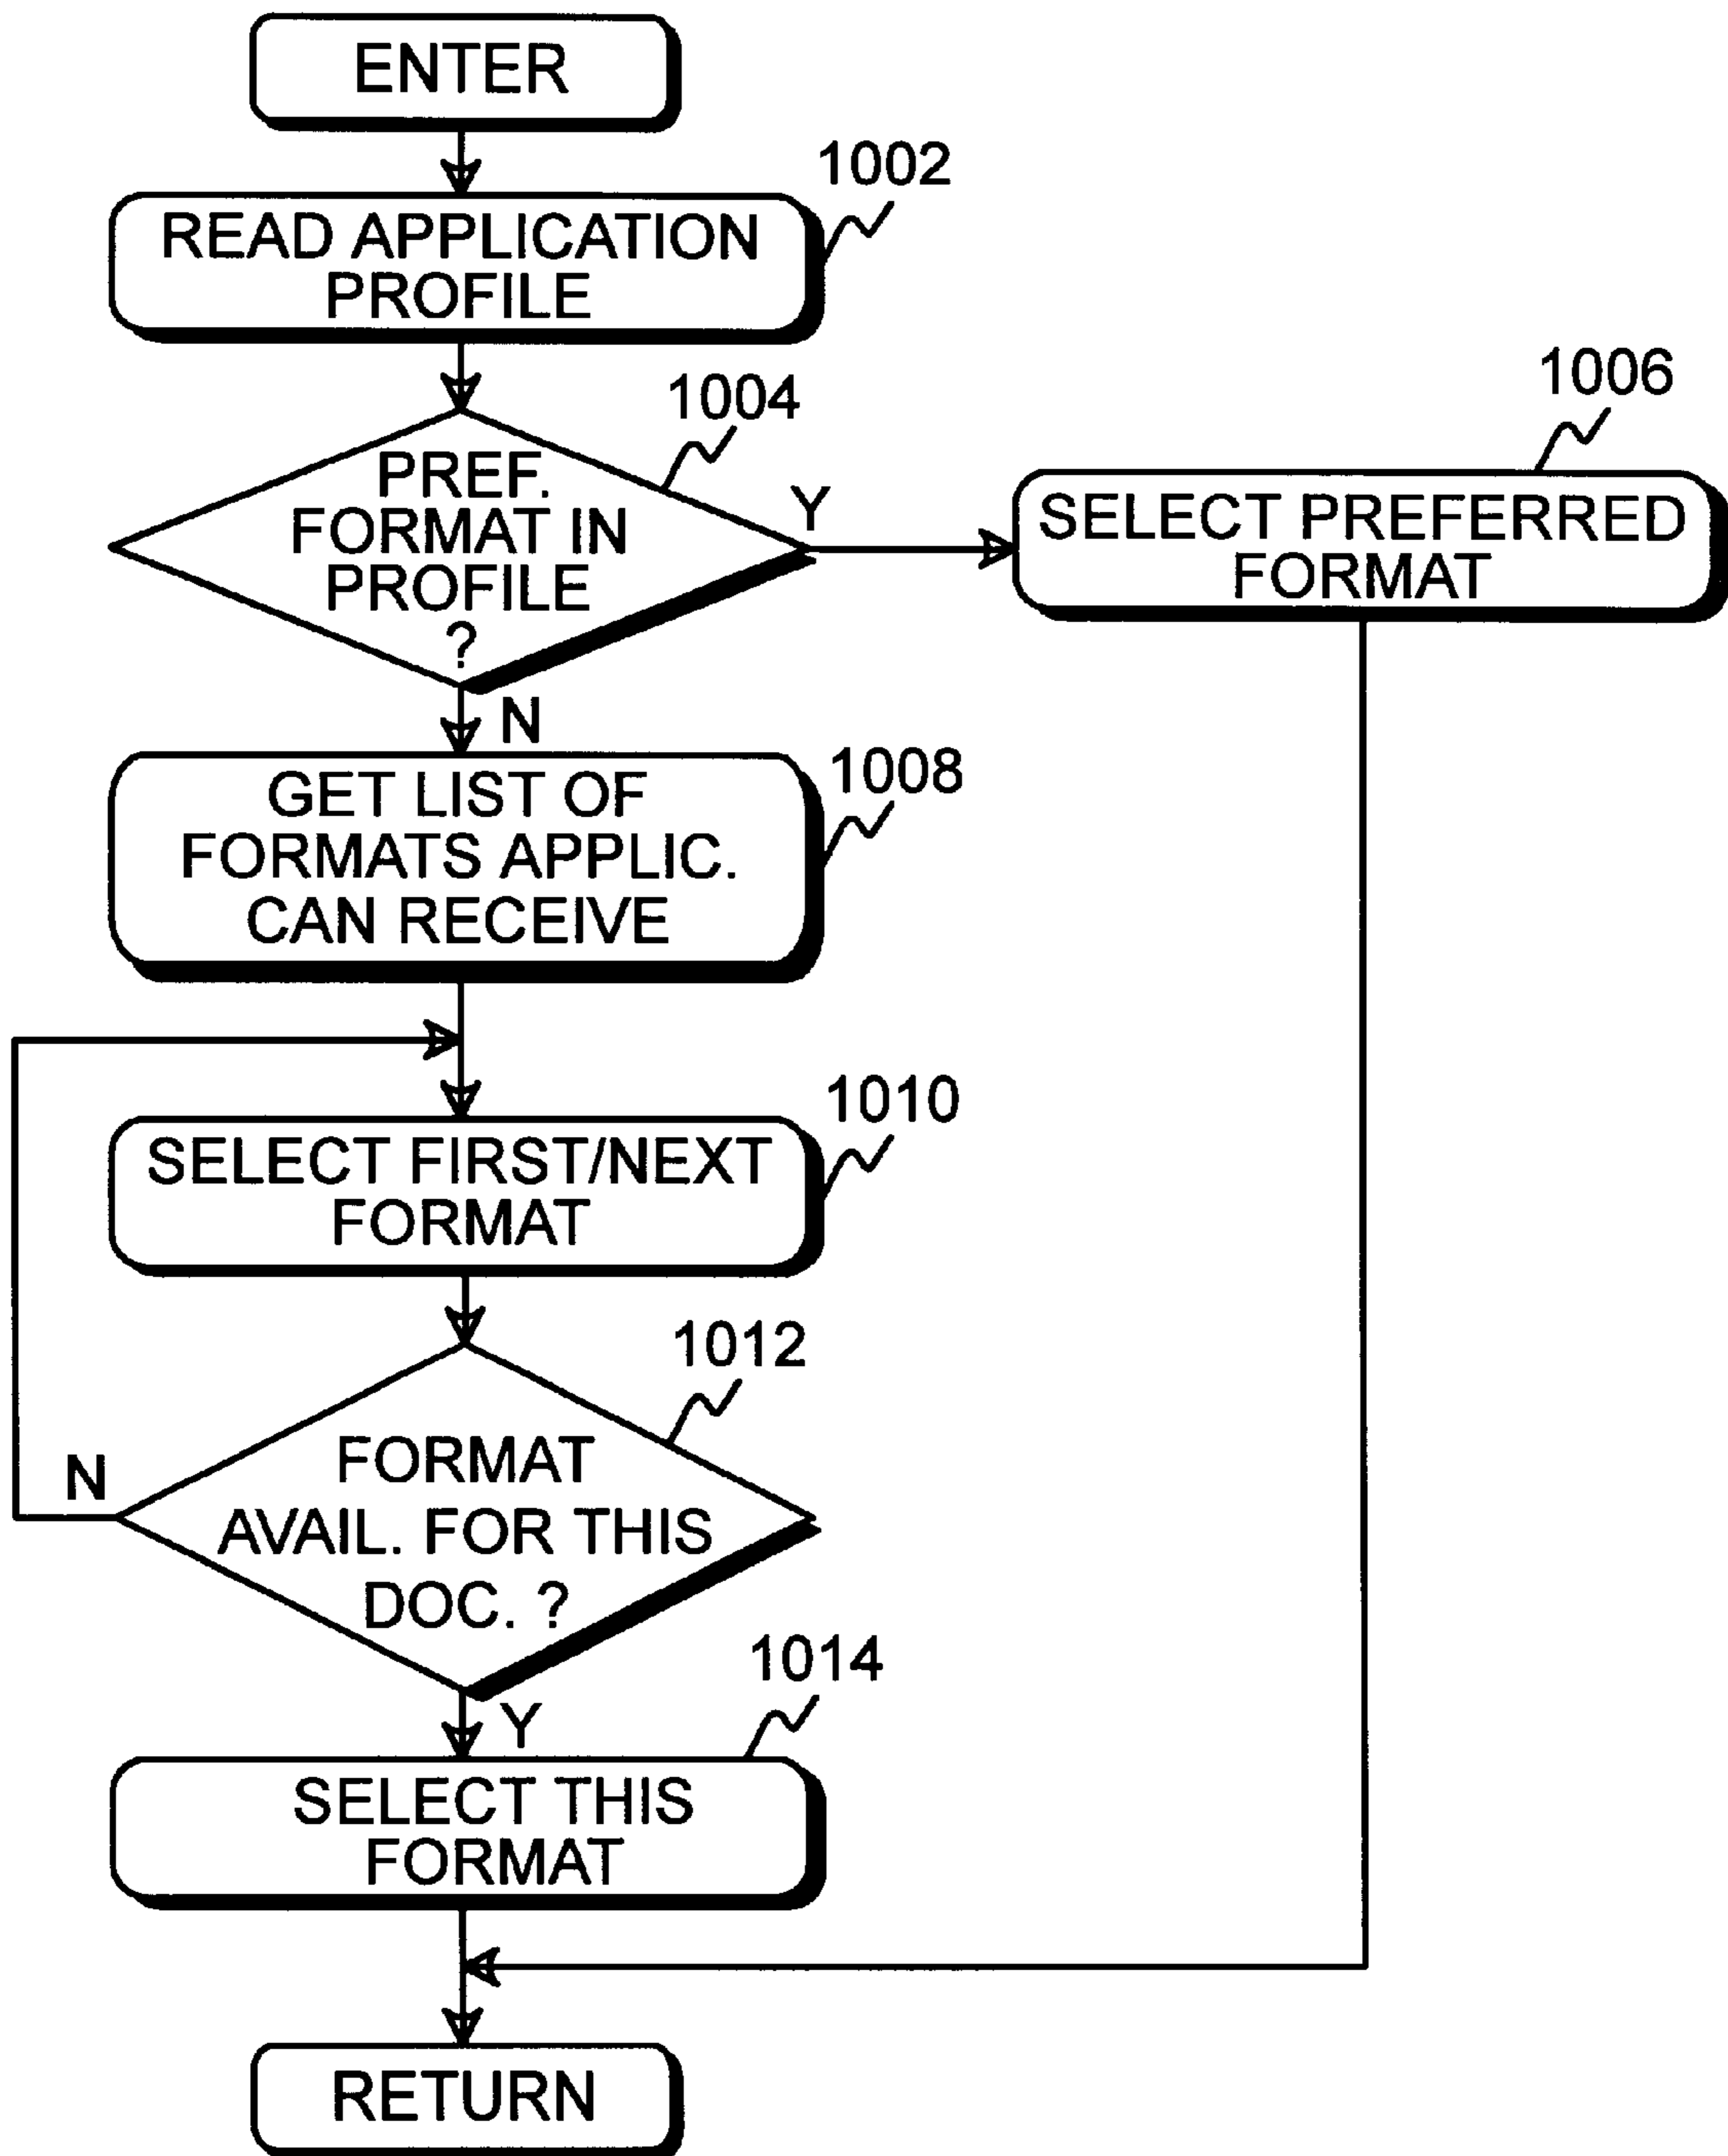 ENTER
1002
READ APPLICATION
PROFILE
1004
PREF.
FORMAT IN
PROFILE
?
Y
1006
SELECT PREFERRED
FORMAT
N
1008
GET LIST OF
FORMATS APPLIC.
CAN RECEIVE
1010
SELECT FIRST/NEXT
FORMAT
1012
FORMAT
AVAIL. FOR THIS
DOC. ?
N
Y
1014
SELECT THIS
FORMAT
RETURN